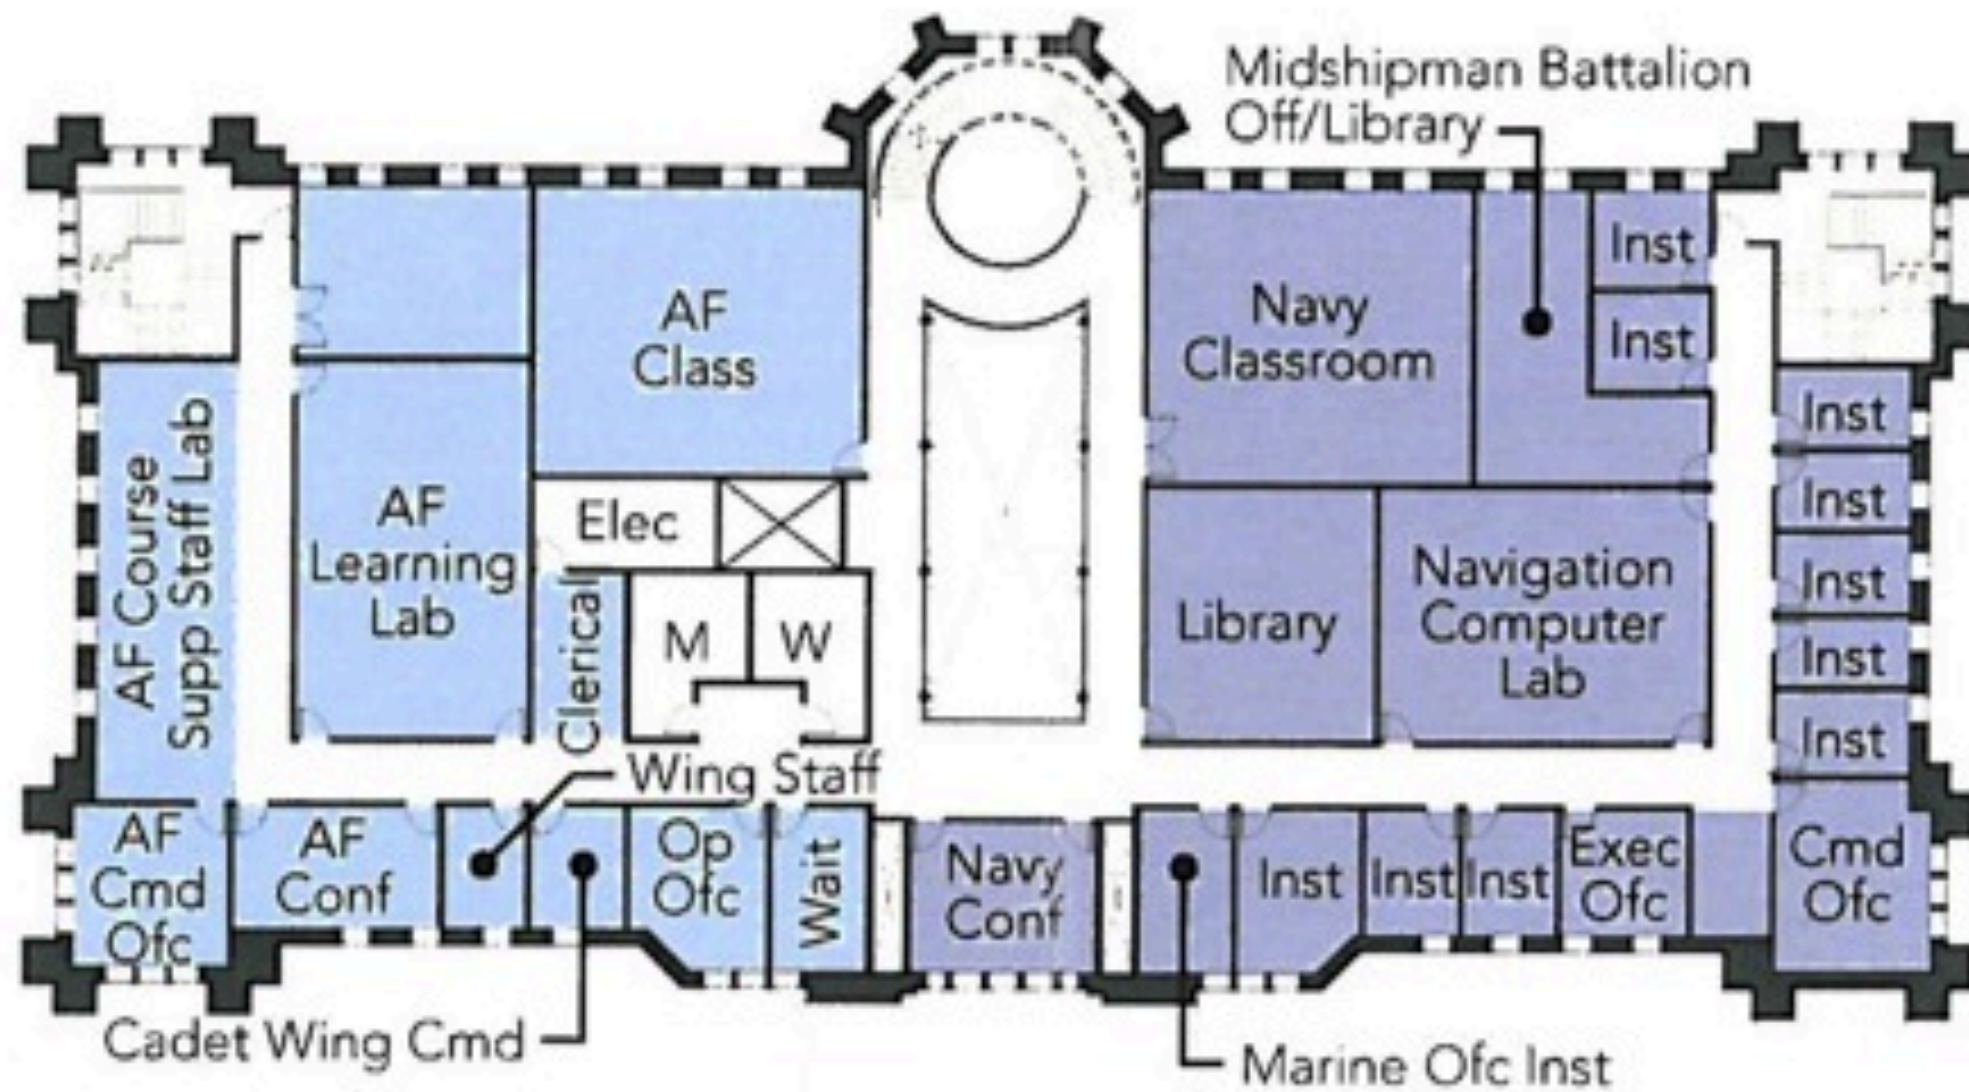 Midshipman Battalion
Off/Library
Inst
Inst
AF
Class
Navy
Classroom
AF Course
Supp Staff Lab
AF
Learning
Lab
Elec
Clerical
M
W
Library
Navigation
Computer
Lab
Inst
Inst
Inst
Inst
Inst
Wing Staff
AF
Cmd
Ofc
AF
Conf
Op
Ofc
Wait
Navy
Conf
Inst
Inst
Inst
Exec
Ofc
Cmd
Ofc
Cadet Wing Cmd
Marine Ofc Inst